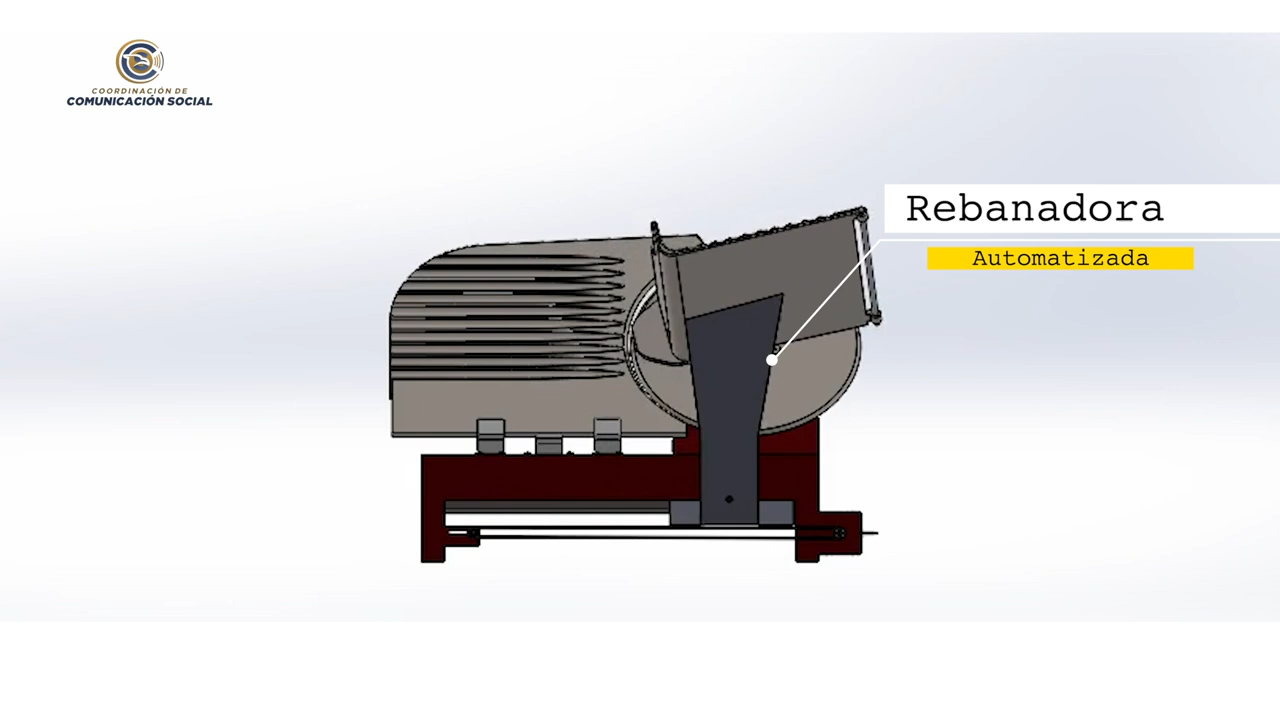 COORDINACIÓN DE
COMUNICACIÓN SOCIAL
Rebanadora
Automatizada